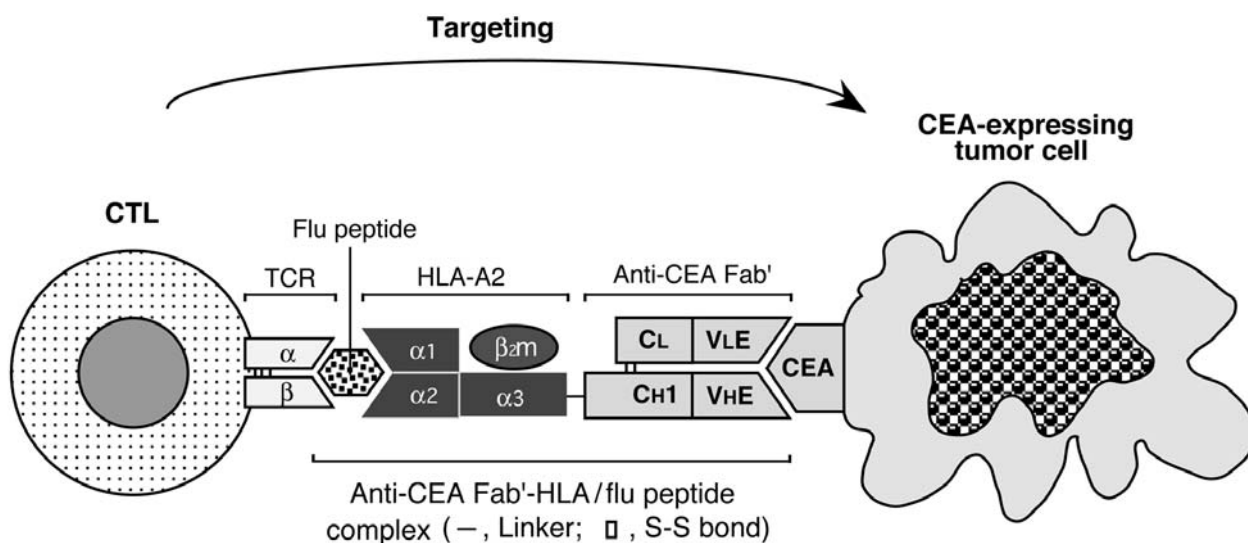 Targeting
CEA-expressing
tumor cell
CTL
Flu peptide
TCR
HLA-A2
Anti-CEA Fab'
α
β
α1
α2
β2m
α3
CL
VLE
CH1
VHE
CEA
Anti-CEA Fab'-HLA/flu peptide
complex (—, Linker; ▯, S-S bond)